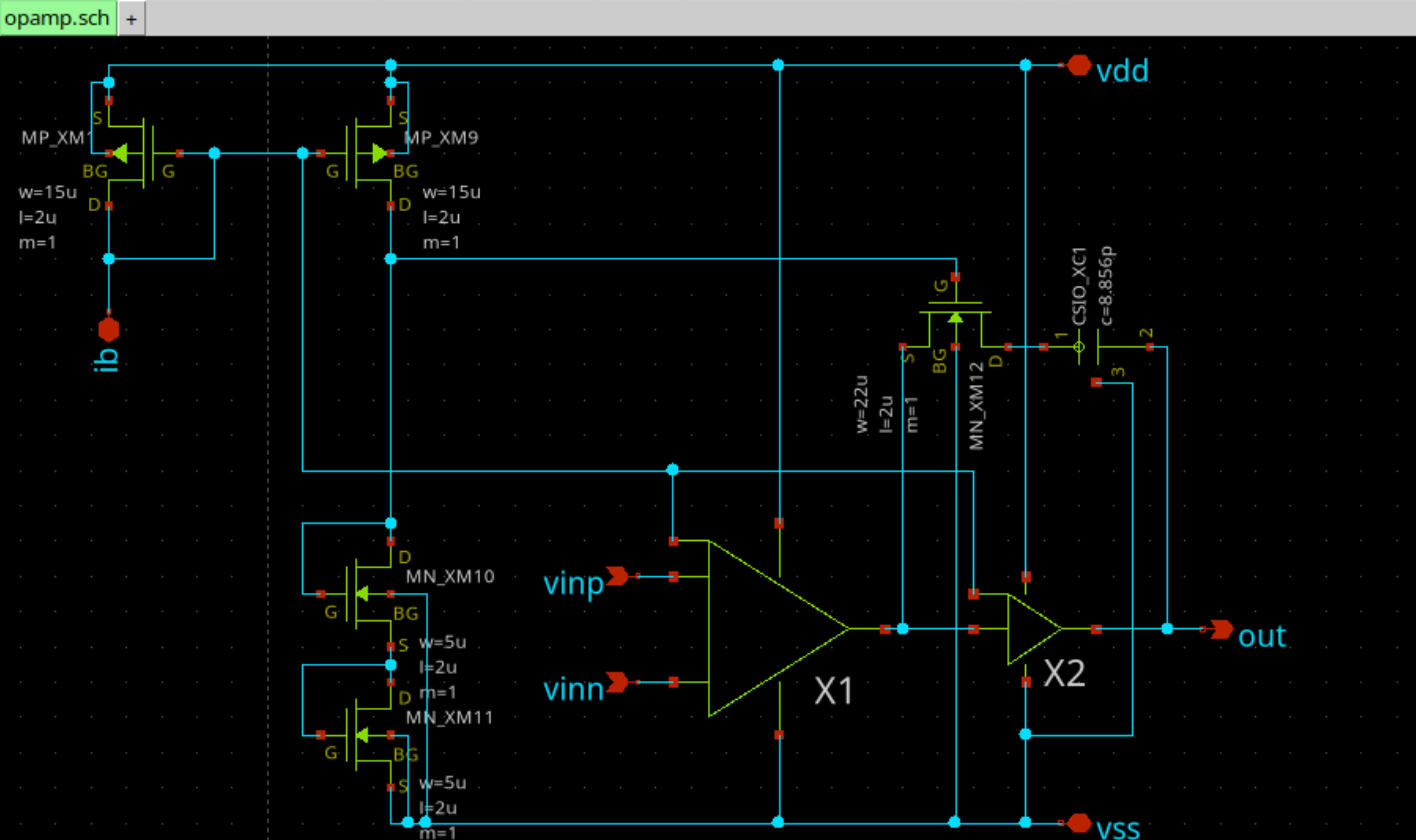 opamp.sch +
vdd
S
MP_XM1
BG
G
w=15u
l=2u
m=1
D
ib
S
MP_XM9
G
BG
w=15u
l=2u
m=1
D
G
S
BG
D
w=22u
l=2u
m=1
MN_XM12
CSIO_XC1
c=8.856p
1
2
3
D
MN_XM10
G
BG
S
w=5u
l=2u
m=1
D
MN_XM11
G
BG
S
w=5u
l=2u
m=1
vinp
vinn
X1
X2
out
vss